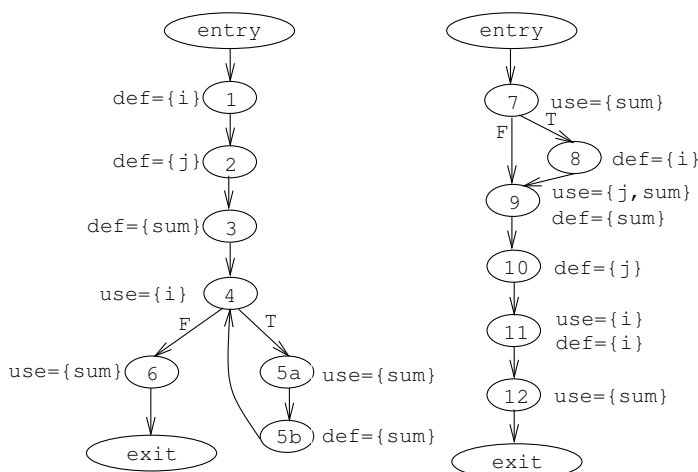 entry
def={i} 1
def={j} 2
def={sum} 3
use={i} 4
F T
use={sum} 6 5a use={sum}
5b def={sum}
exit
entry
7 use={sum}
F T
8 def={i}
9 use={j,sum}
def={sum}
10 def={j}
11 use={i}
def={i}
12 use={sum}
exit